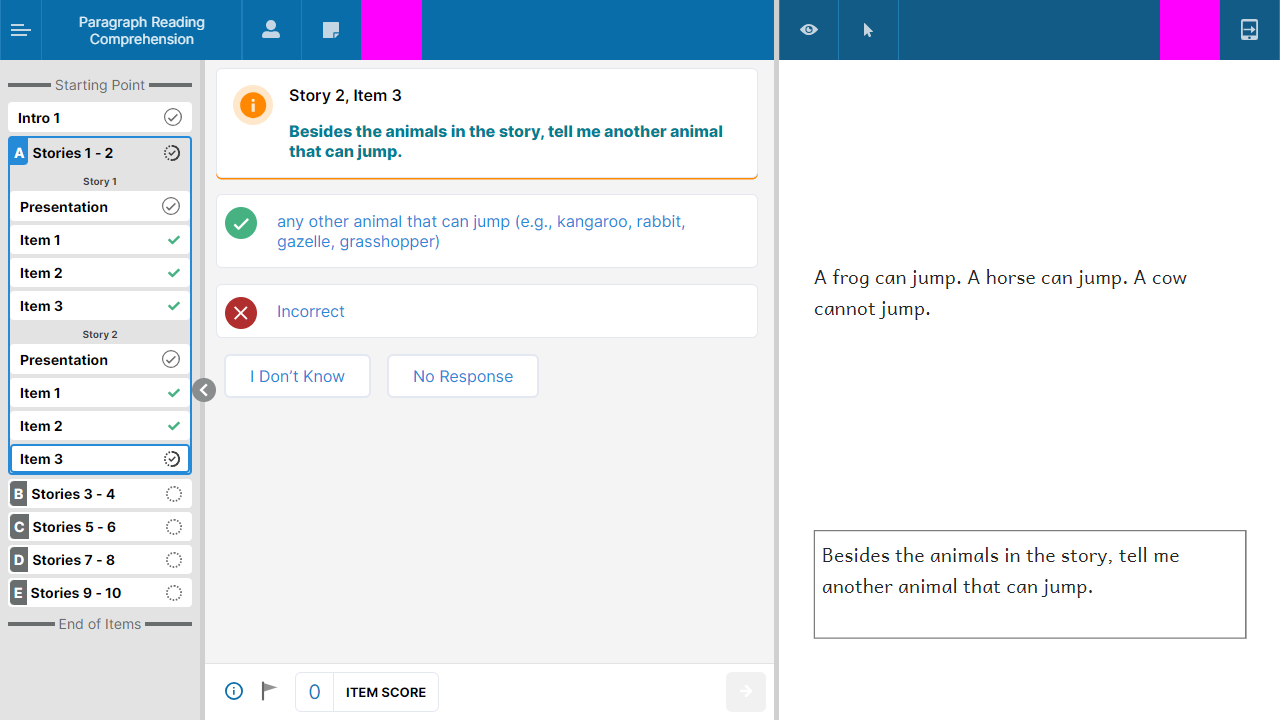 Paragraph Reading
Comprehension
Starting Point
Intro 1
A Stories 1 - 2
Story 1
Presentation
Item 1
Item 2
Item 3
Story 2
Presentation
Item 1
Item 2
Item 3
B Stories 3 - 4
C Stories 5 - 6
D Stories 7 - 8
E Stories 9 - 10
End of Items
Story 2, Item 3
Besides the animals in the story, tell me another animal
that can jump.
any other animal that can jump (e.g., kangaroo, rabbit,
gazelle, grasshopper)
Incorrect
I Don’t Know
No Response
0 ITEM SCORE
A frog can jump. A horse can jump. A cow
cannot jump.
Besides the animals in the story, tell me
another animal that can jump.